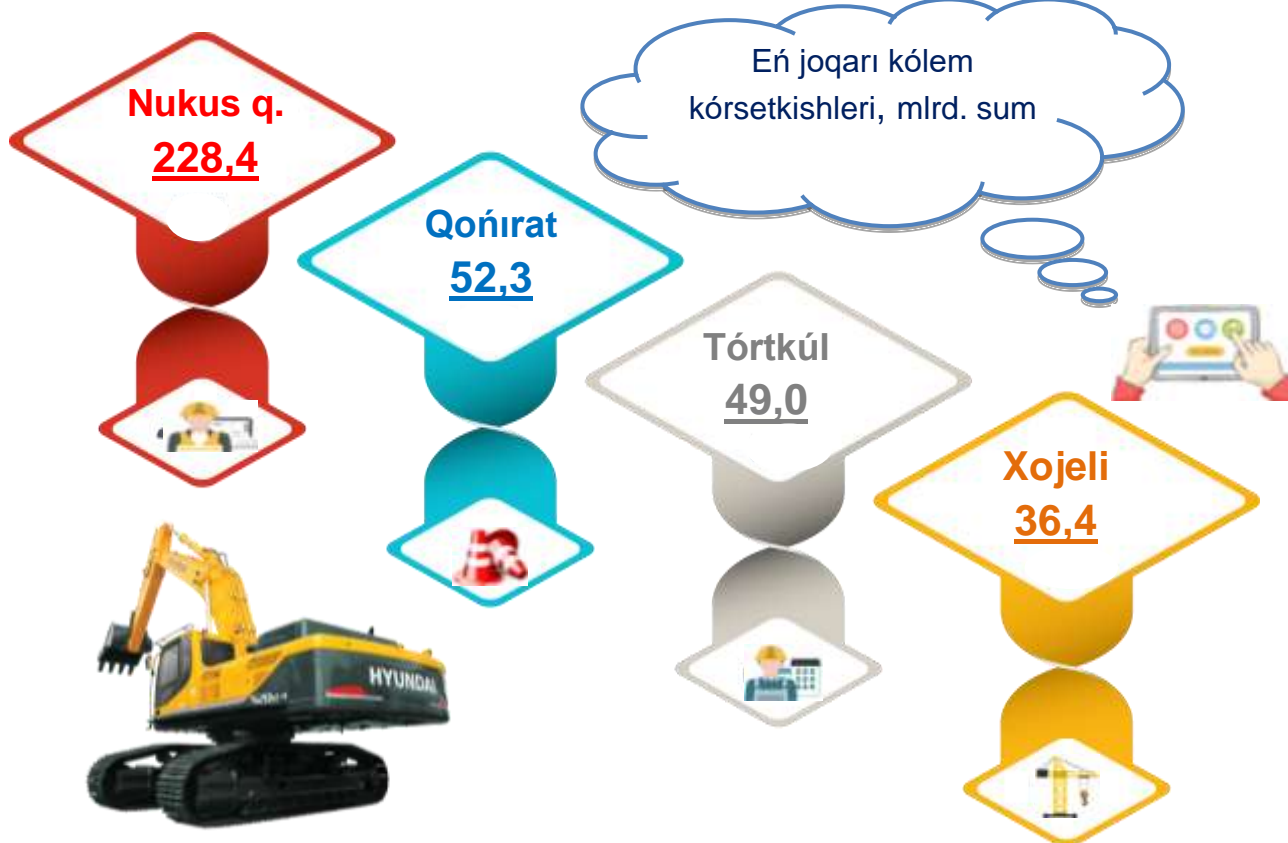 Eń joqarı kólem
kórsetkishleri, mlrd. sum
Nukus q.
228,4
Qońırat
52,3
Tórtkúl
49,0
Xojeli
36,4
HYUNDAI